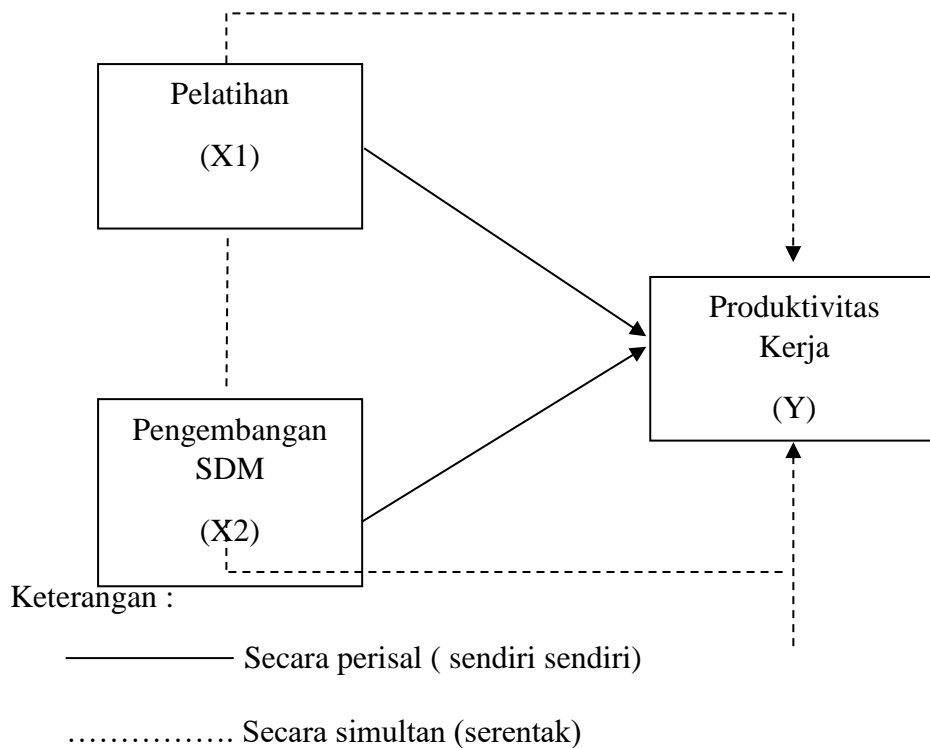 Pelatihan
(X1)
Produktivitas
Kerja
(Y)
Pengembangan
SDM
(X2)
Keterangan :
Secara perisal ( sendiri sendiri)
……………. Secara simultan (serentak)